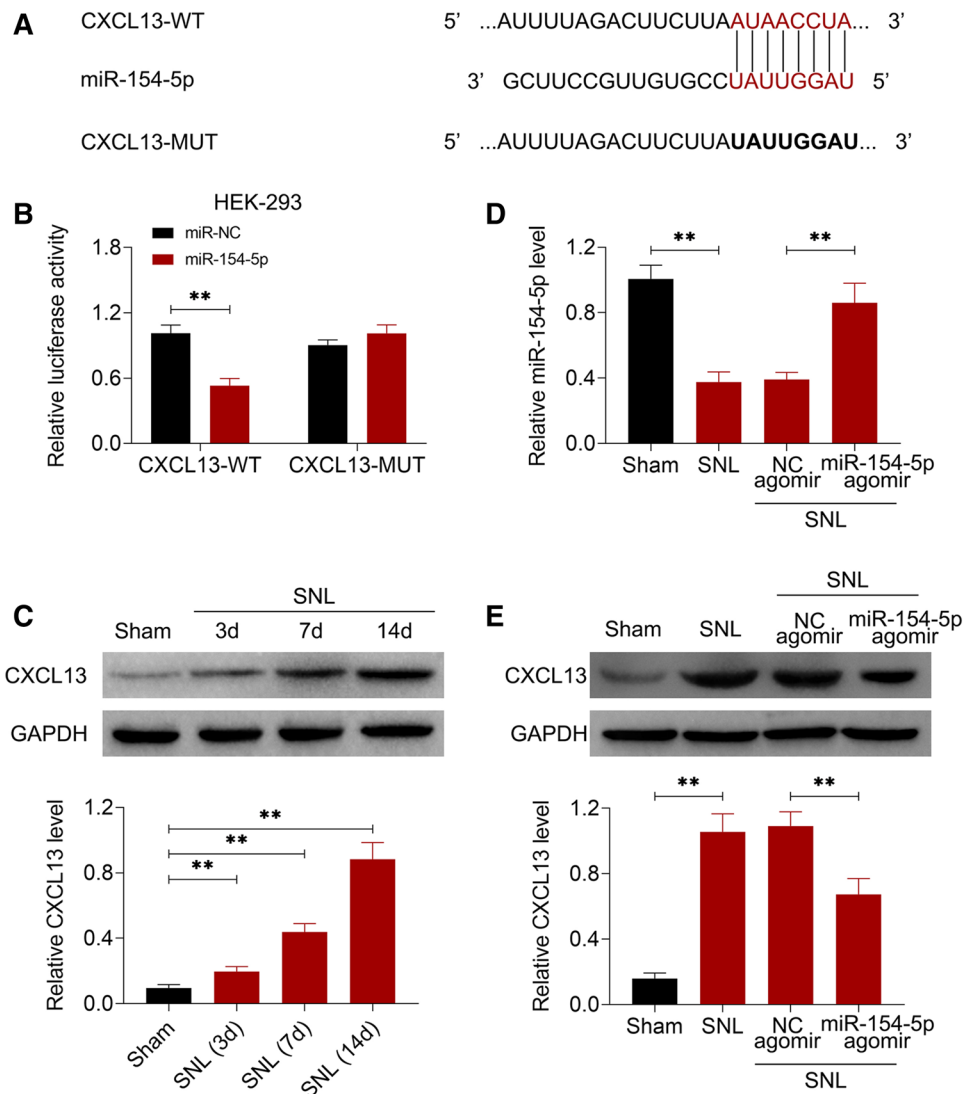 A
CXCL13-WT 5’ ...AUUUUAGACUUCUUAAUAACCUA... 3’
miR-154-5p 3’ GCUUCCGUUGUGCCUAUUGGAU 5’
CXCL13-MUT 5’ ...AUUUUAGACUUCUUAUAUUGGAU... 3’
B
HEK-293
miR-NC
miR-154-5p
Relative luciferase activity
1.8
1.2
0.6
0.0
**
CXCL13-WT CXCL13-MUT
D
Relative miR-154-5p level
1.2
0.8
0.4
0.0
** **
Sham SNL NC agomir miR-154-5p agomir
SNL
C
SNL
Sham 3d 7d 14d
CXCL13
GAPDH
Relative CXCL13 level
1.2
0.8
0.4
0.0
**
**
**
Sham SNL (3d) SNL (7d) SNL (14d)
E
SNL
Sham SNL NC agomir miR-154-5p agomir
CXCL13
GAPDH
Relative CXCL13 level
1.2
0.8
0.4
0.0
** **
Sham SNL NC agomir miR-154-5p agomir
SNL